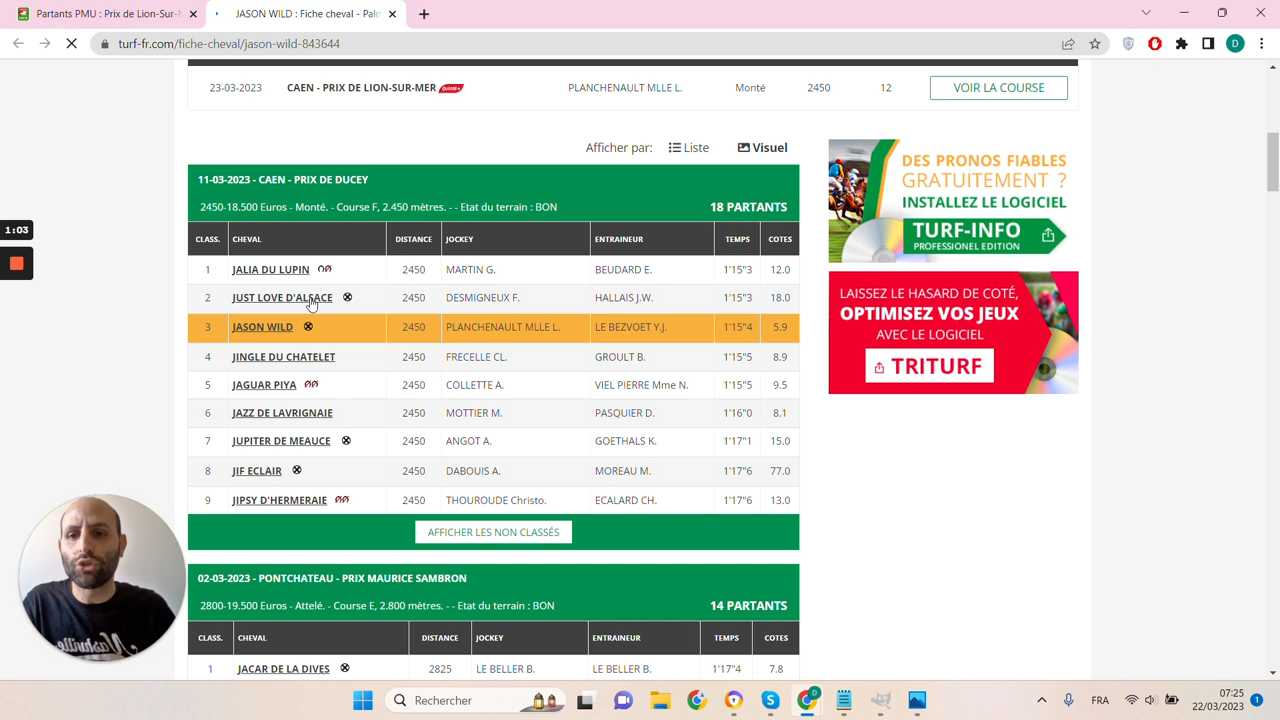 Partants PMU : Prix de Lion-Sur-M
JASON WILD : Fiche cheval - Palm
turf-fr.com/fiche-cheval/jason-wild-843644
D
23-03-2023 CAEN - PRIX DE LION-SUR-MER Quinté+ PLANCHENAULT MLLE L. Monté 2450 12 VOIR LA COURSE
Afficher par: Liste Visuel
11-03-2023 - CAEN - PRIX DE DUCEY
2450-18.500 Euros - Monté. - Course F, 2.450 mètres. - - Etat du terrain : BON 18 PARTANTS
CLASS. CHEVAL DISTANCE JOCKEY ENTRAINEUR TEMPS COTES
1 JALIA DU LUPIN 2450 MARTIN G. BEUDARD E. 1'15"3 12.0
2 JUST LOVE D'ALSACE 2450 DESMIGNEUX F. HALLAIS J.W. 1'15"3 18.0
3 JASON WILD 2450 PLANCHENAULT MLLE L. LE BEZVOET Y.J. 1'15"4 5.9
4 JINGLE DU CHATELET 2450 FRECELLE CL. GROULT B. 1'15"5 8.9
5 JAGUAR PIYA 2450 COLLETTE A. VIEL PIERRE Mme N. 1'15"5 9.5
6 JAZZ DE LAVRIGNAIE 2450 MOTTIER M. PASQUIER D. 1'16"0 8.1
7 JUPITER DE MEAUCE 2450 ANGOT A. GOETHALS K. 1'17"1 15.0
8 JIF ECLAIR 2450 DABOUIS A. MOREAU M. 1'17"6 77.0
9 JIPSY D'HERMERAIE 2450 THOUROUDE Christo. ECALARD CH. 1'17"6 13.0
AFFICHER LES NON CLASSÉS
02-03-2023 - PONTCHATEAU - PRIX MAURICE SAMBRON
2800-19.500 Euros - Attelé. - Course E, 2.800 mètres. - - Etat du terrain : BON 14 PARTANTS
CLASS. CHEVAL DISTANCE JOCKEY ENTRAINEUR TEMPS COTES
1 JACAR DE LA DIVES 2825 LE BELLER B. LE BELLER B. 1'17"4 7.8
DES PRONOS FIABLES
GRATUITEMENT ?
INSTALLEZ LE LOGICIEL
TURF-INFO
PROFESSIONEL EDITION
LAISSEZ LE HASARD DE COTÉ,
OPTIMISEZ VOS JEUX
AVEC LE LOGICIEL
TRITURF
1:03
Nashville
Rechercher
D
FRA
07:25
22/03/2023
1